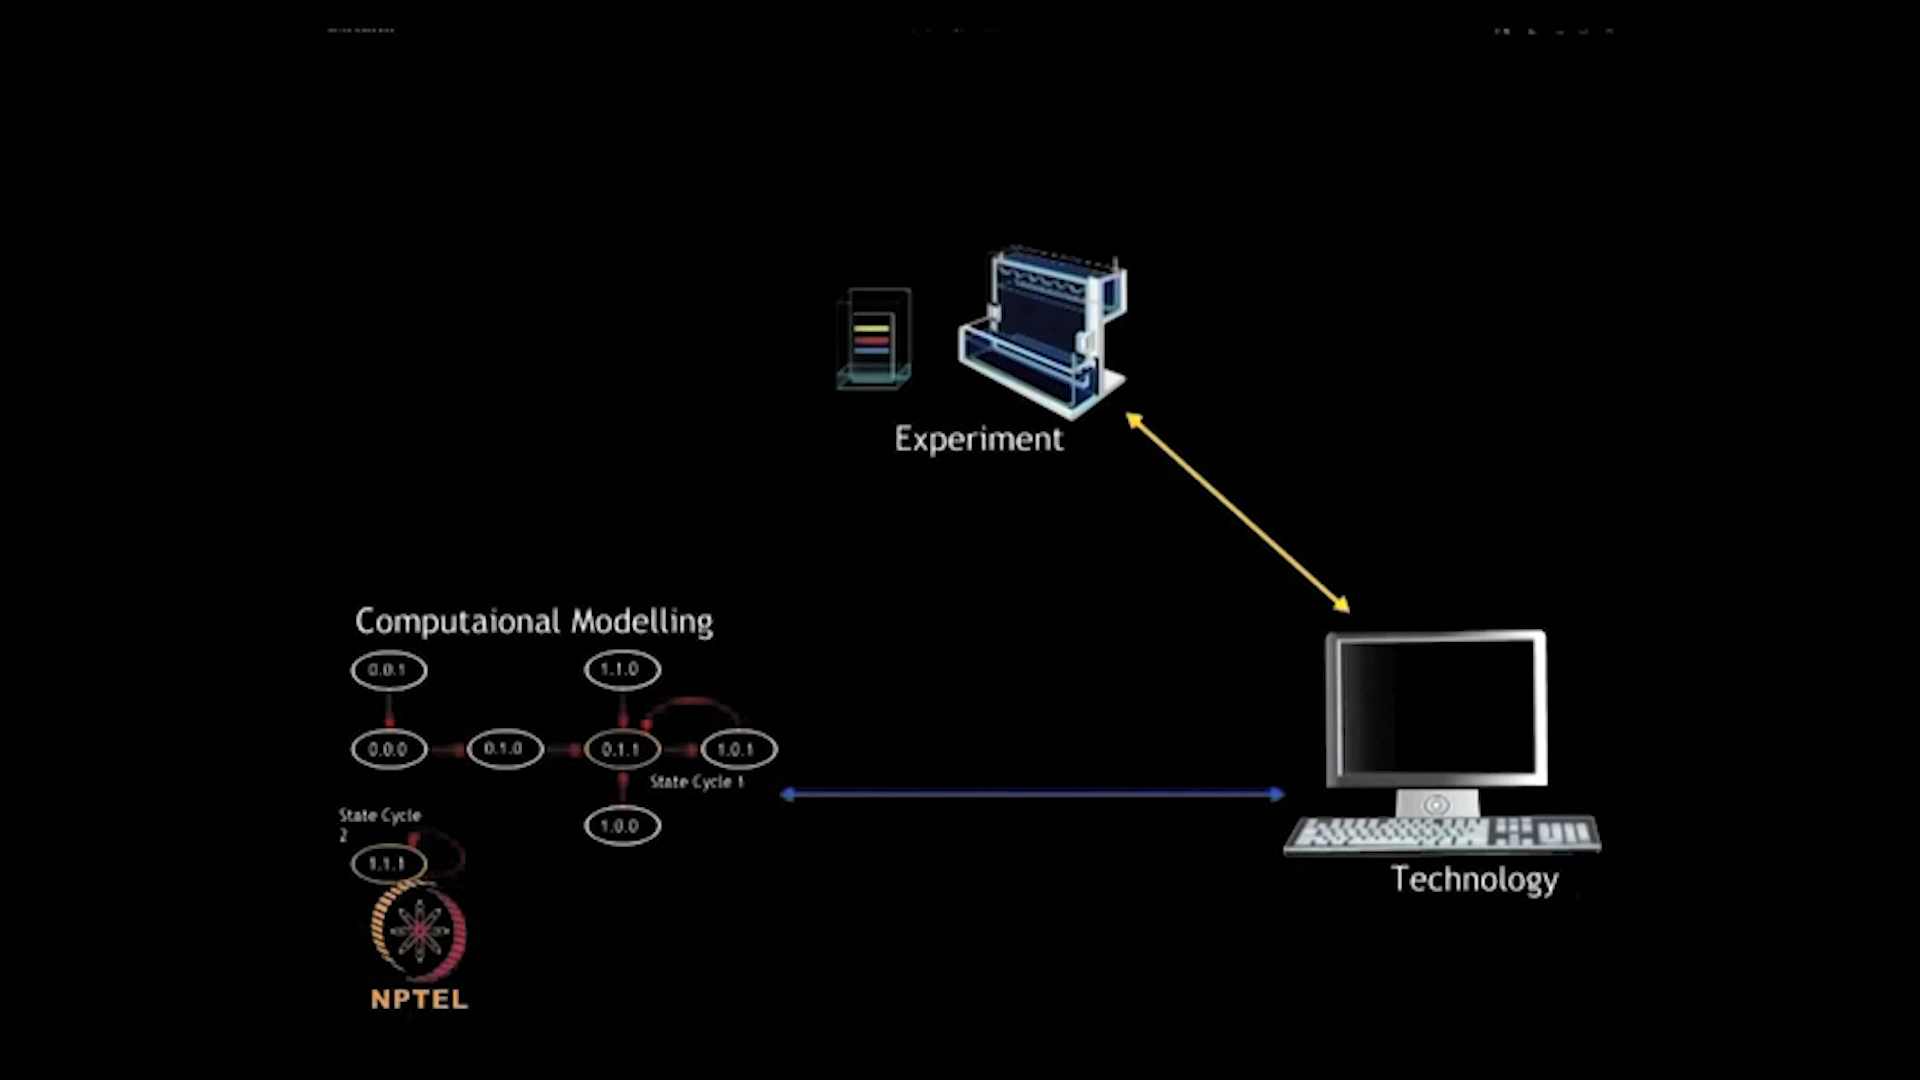 Experiment
Computaional Modelling
0.0.1
1.1.0
0.0.0
0.1.0
0.1.1
1.0.1
State Cycle 1
State Cycle
2
1.0.0
1.1.1
Technology
NPTEL